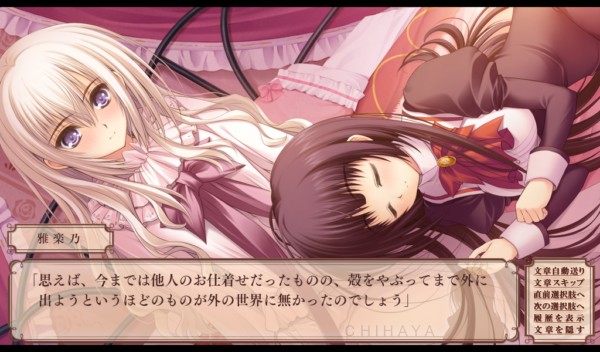 雅楽乃
「思えば、今までは他人のお仕着せだったものの、殻をやぶってまで外に
出ようというほどのものが外の世界に無かったのでしょう」
CHIHAYA
文章自動送り
文章スキップ
直前選択肢へ
次の選択肢へ
履歴を表示
文章を隠す